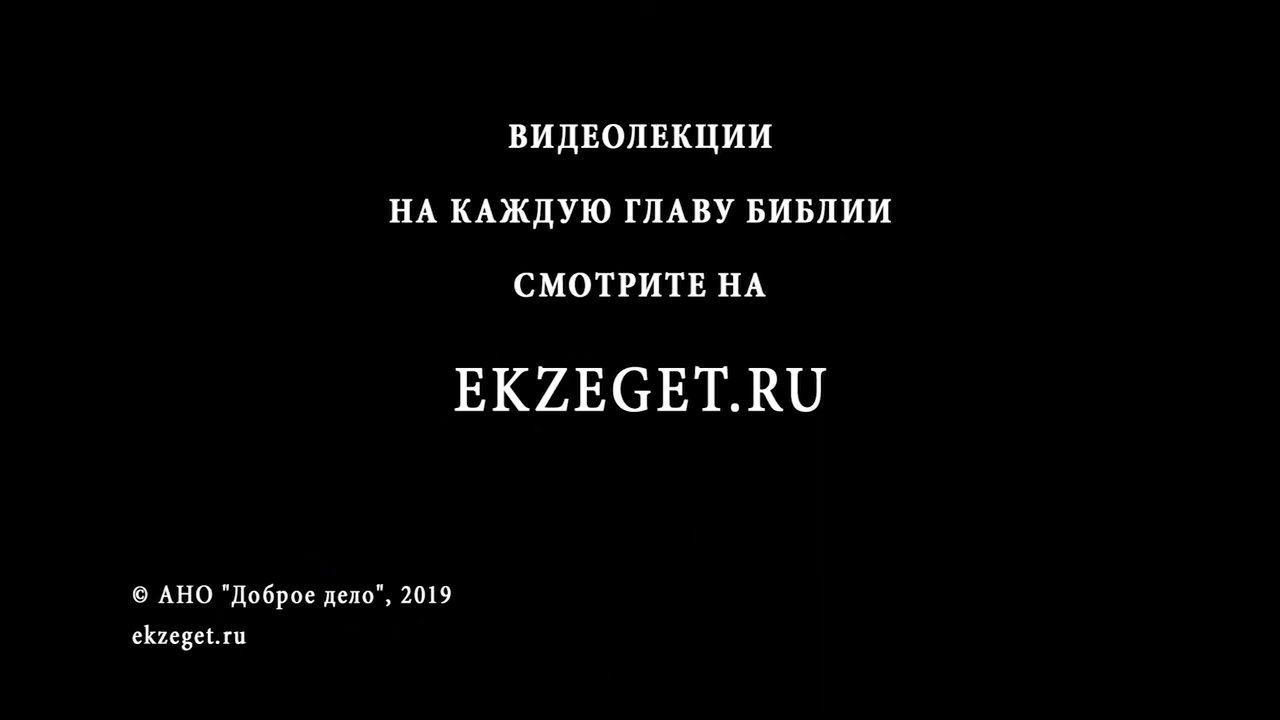 ВИДЕОЛЕКЦИИ
НА КАЖДУЮ ГЛАВУ БИБЛИИ
СМОТРИТЕ НА
EKZEGET.RU
© АНО "Доброе дело", 2019
ekzeget.ru